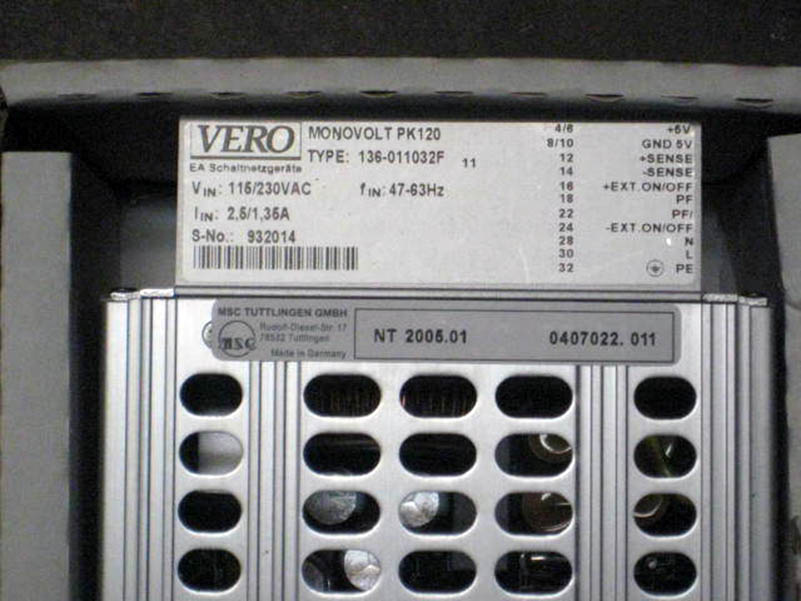 VERO MONOVOLT PK120
EA Schaltnetzgeräte TYPE: 136-011032F 11
VIN: 115/230VAC fIN: 47-63Hz
IIN: 2,5/1,35A
S-No.: 932014
4/6 +5V
8/10 GND 5V
12 +SENSE
14 -SENSE
16 +EXT.ON/OFF
18 PF
22 PF/
24 -EXT.ON/OFF
28 N
30 L
32 PE
MSC TUTTLINGEN GMBH
MSC
Rudolf-Diesel-Str. 17
78532 Tuttlingen
Made in Germany
NT 2005.01 0407022. 011